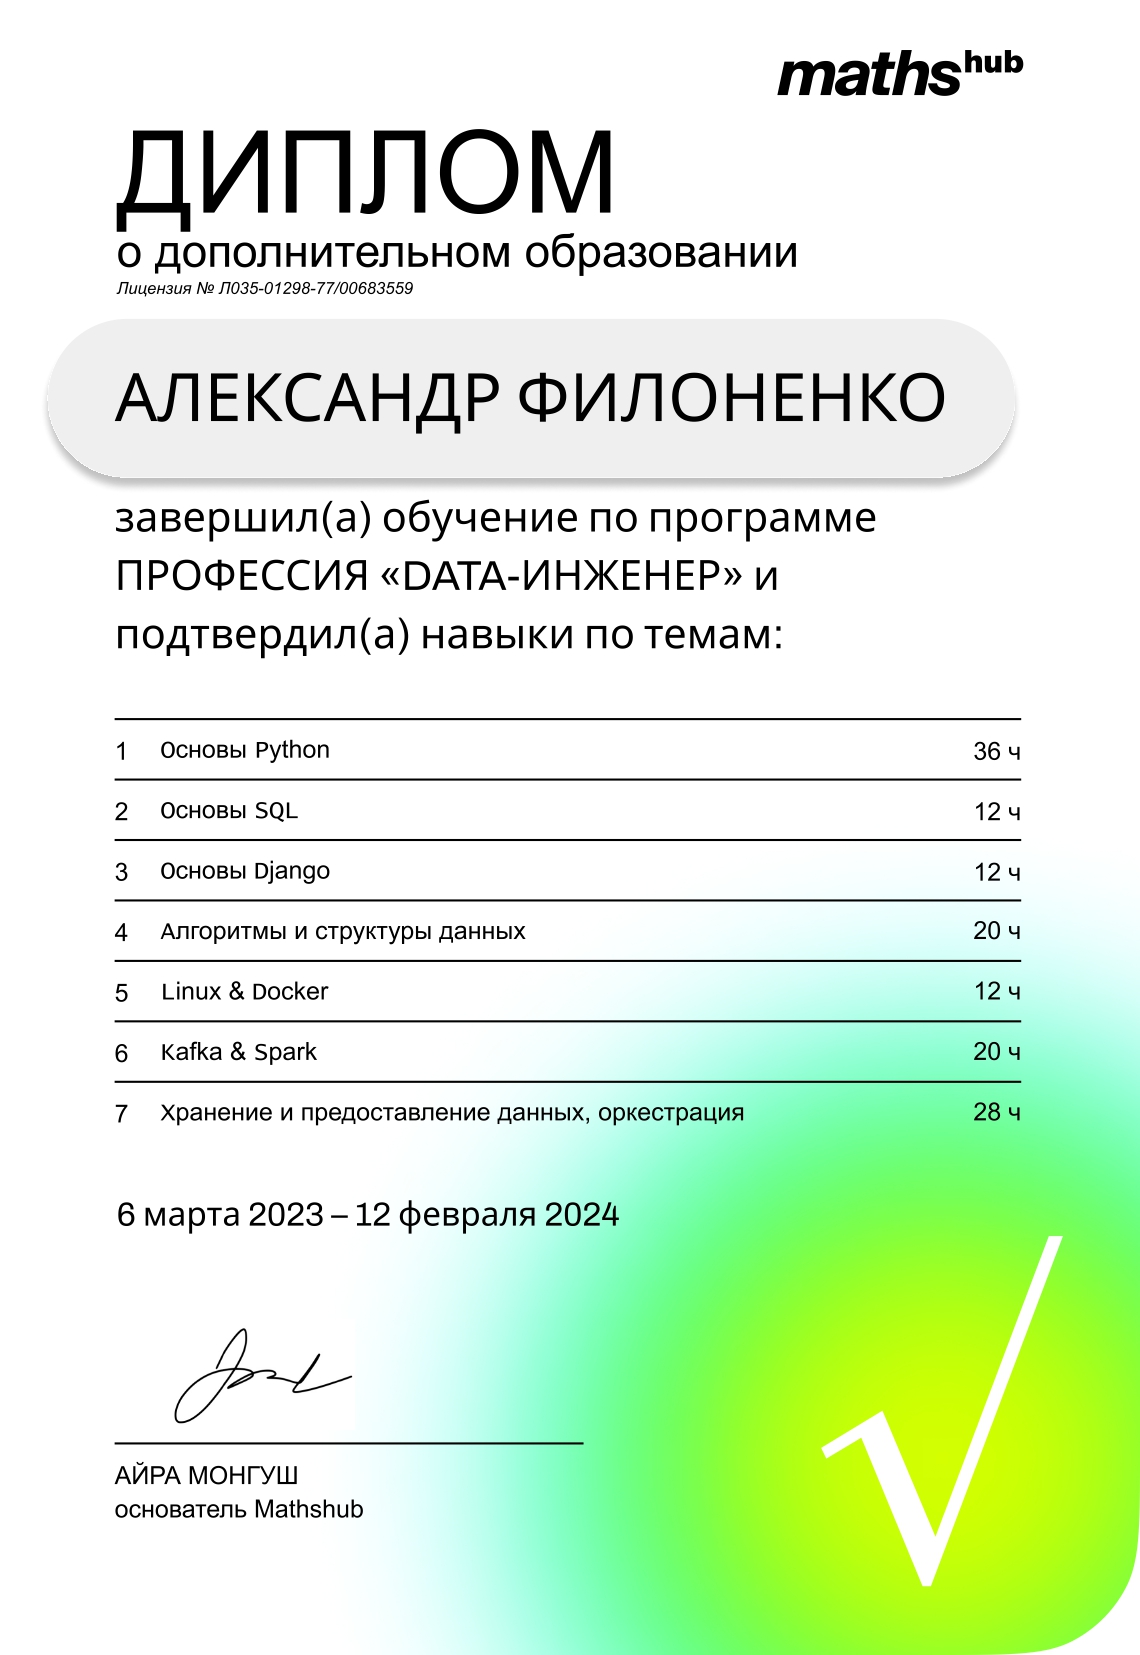 mathshub
ДИПЛОМ
о дополнительном образовании
Лицензия № Л035-01298-77/00683559
АЛЕКСАНДР ФИЛОНЕНКО
завершил(а) обучение по программе
ПРОФЕССИЯ «DATA-ИНЖЕНЕР» и
подтвердил(а) навыки по темам:
1 Основы Python 36 ч
2 Основы SQL 12 ч
3 Основы Django 12 ч
4 Алгоритмы и структуры данных 20 ч
5 Linux & Docker 12 ч
6 Kafka & Spark 20 ч
7 Хранение и предоставление данных, оркестрация 28 ч
6 марта 2023 – 12 февраля 2024
АЙРА МОНГУШ
основатель Mathshub